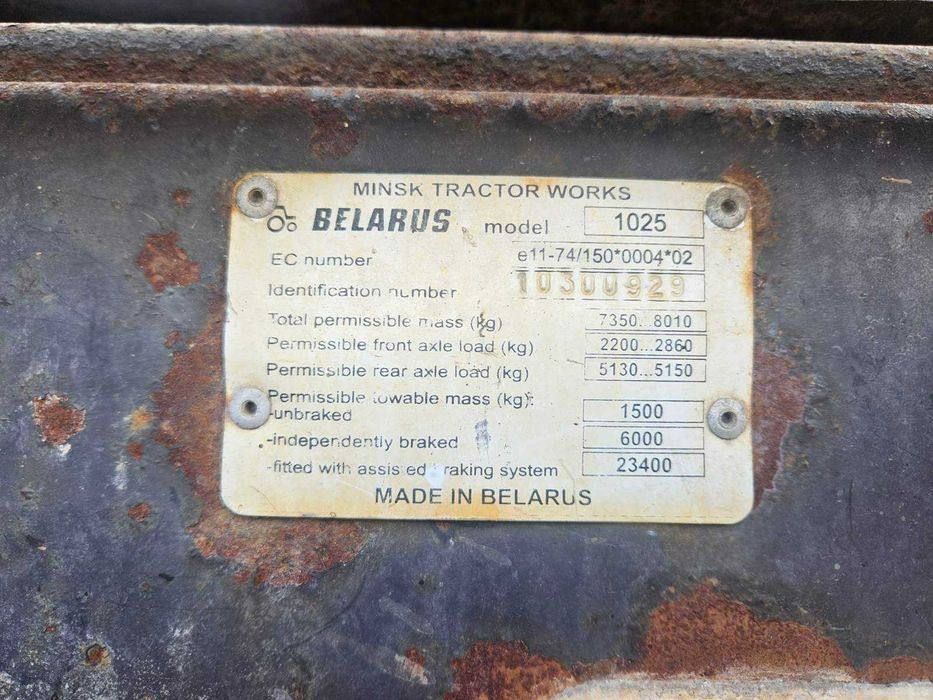 MINSK TRACTOR WORKS
BELARUS model 1025
EC number e11-74/150*0004*02
Identification number 10300929
Total permissible mass (kg) 7350...8010
Permissible front axle load (kg) 2200...2860
Permissible rear axle load (kg) 5130...5150
Permissible towable mass (kg):
-unbraked 1500
-independently braked 6000
-fitted with assisted braking system 23400
MADE IN BELARUS